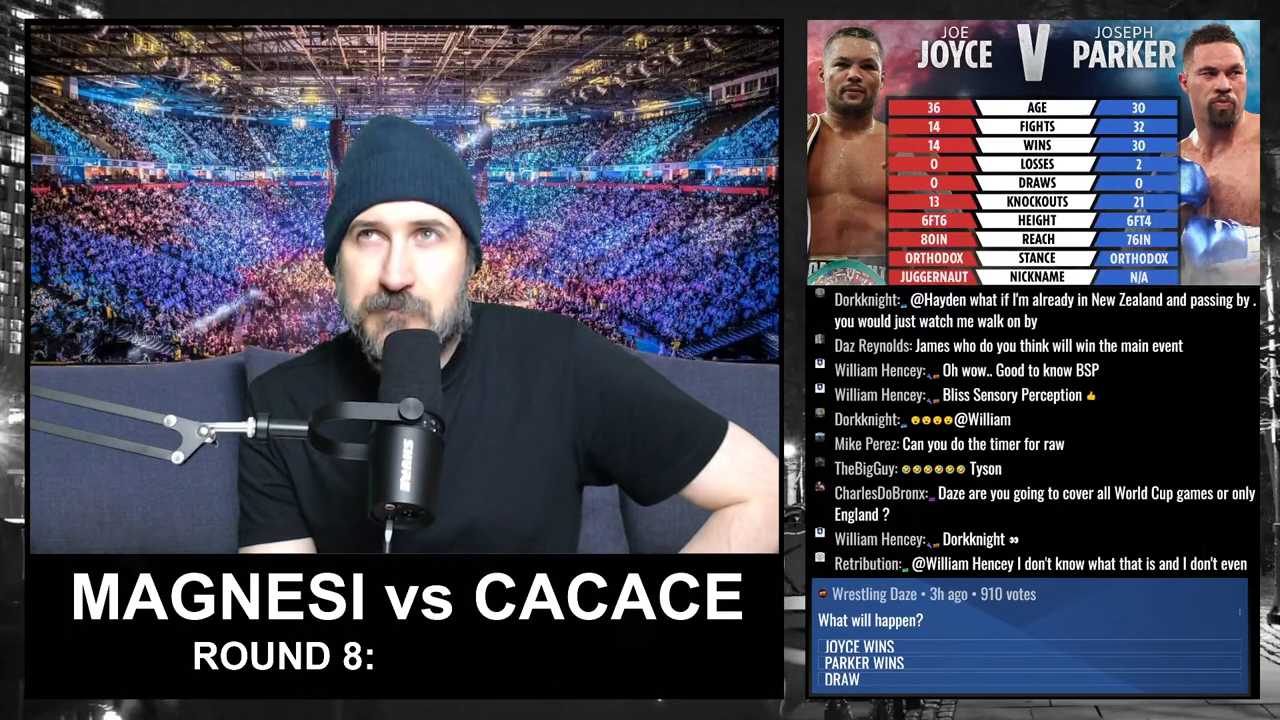 JOE
JOYCE
V
JOSEPH
PARKER
36 AGE 30
14 FIGHTS 32
14 WINS 30
0 LOSSES 2
0 DRAWS 0
13 KNOCKOUTS 21
6FT6 HEIGHT 6FT4
80IN REACH 76IN
ORTHODOX STANCE ORTHODOX
JUGGERNAUT NICKNAME N/A
Dorkknight: @Hayden what if I'm already in New Zealand and passing by .
you would just watch me walk on by
Daz Reynolds: James who do you think will win the main event
William Hencey: Oh wow.. Good to know BSP
William Hencey: Bliss Sensory Perception 👍
Dorkknight: 😮😮😮😮@William
Mike Perez: Can you do the timer for raw
TheBigGuy: 🤣🤣🤣🤣🤣🤣 Tyson
CharlesDoBronx: Daze are you going to cover all World Cup games or only
England ?
William Hencey: Dorkknight 👀
Retribution: @William Hencey I don't know what that is and I don't even
Wrestling Daze • 3h ago • 910 votes
What will happen?
JOYCE WINS
PARKER WINS
DRAW
SHURE
MAGNESI vs CACACE
ROUND 8: